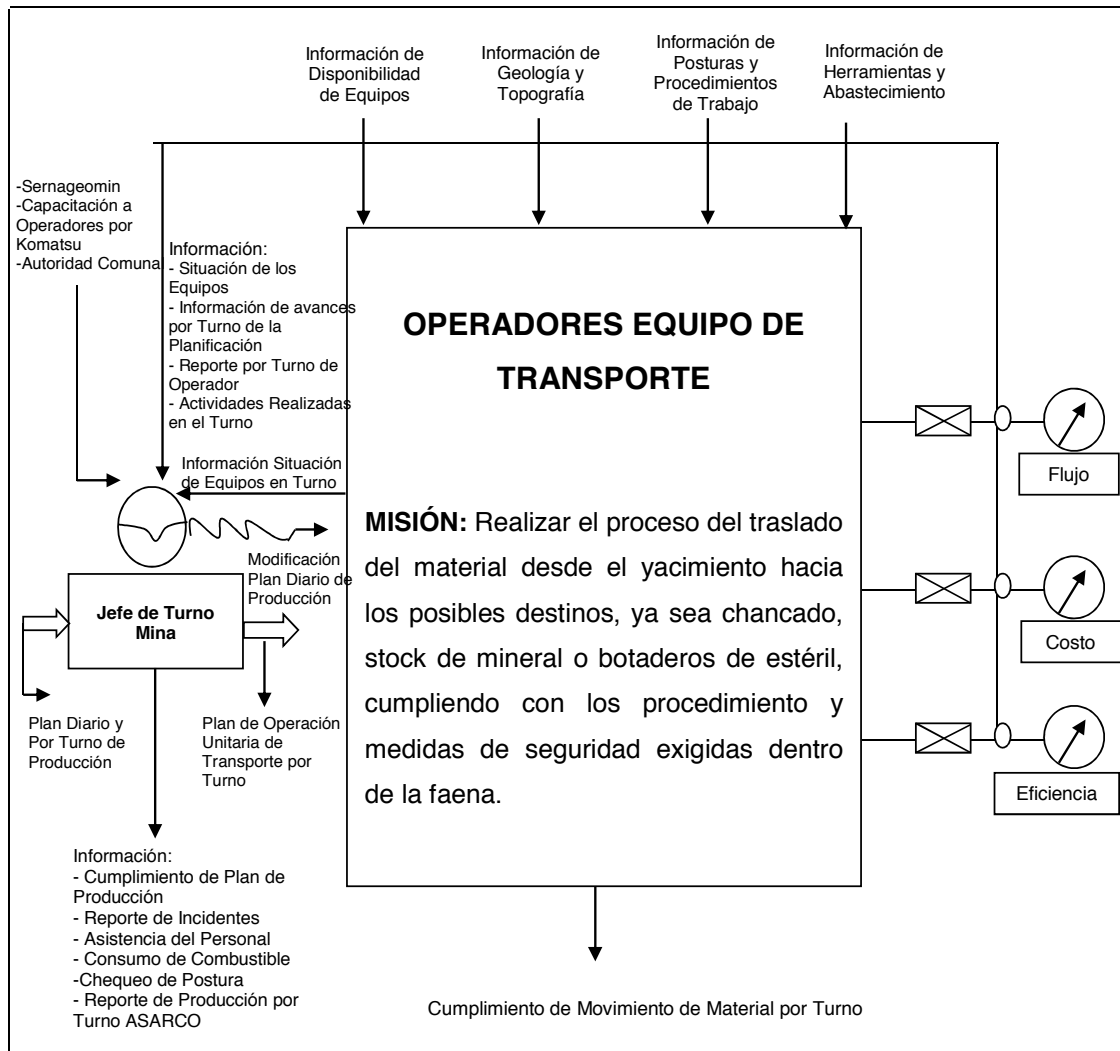 Información de
Disponibilidad
de Equipos
Información de
Geología y
Topografía
Información de
Posturas y
Procedimientos
de Trabajo
Información de
Herramientas y
Abastecimiento
-Sernageomin
-Capacitación a
Operadores por
Komatsu
-Autoridad Comunal
Información:
- Situación de los
Equipos
- Información de avances
por Turno de la
Planificación
- Reporte por Turno de
Operador
- Actividades Realizadas
en el Turno
Información Situación
de Equipos en Turno
OPERADORES EQUIPO DE
TRANSPORTE
MISIÓN: Realizar el proceso del traslado
del material desde el yacimiento hacia
los posibles destinos, ya sea chancado,
stock de mineral o botaderos de estéril,
cumpliendo con los procedimiento y
medidas de seguridad exigidas dentro
de la faena.
Flujo
Costo
Eficiencia
Modificación
Plan Diario de
Producción
Jefe de Turno
Mina
Plan Diario y
Por Turno de
Producción
Plan de Operación
Unitaria de
Transporte por
Turno
Información:
- Cumplimiento de Plan de
Producción
- Reporte de Incidentes
- Asistencia del Personal
- Consumo de Combustible
-Chequeo de Postura
- Reporte de Producción por
Turno ASARCO
Cumplimiento de Movimiento de Material por Turno